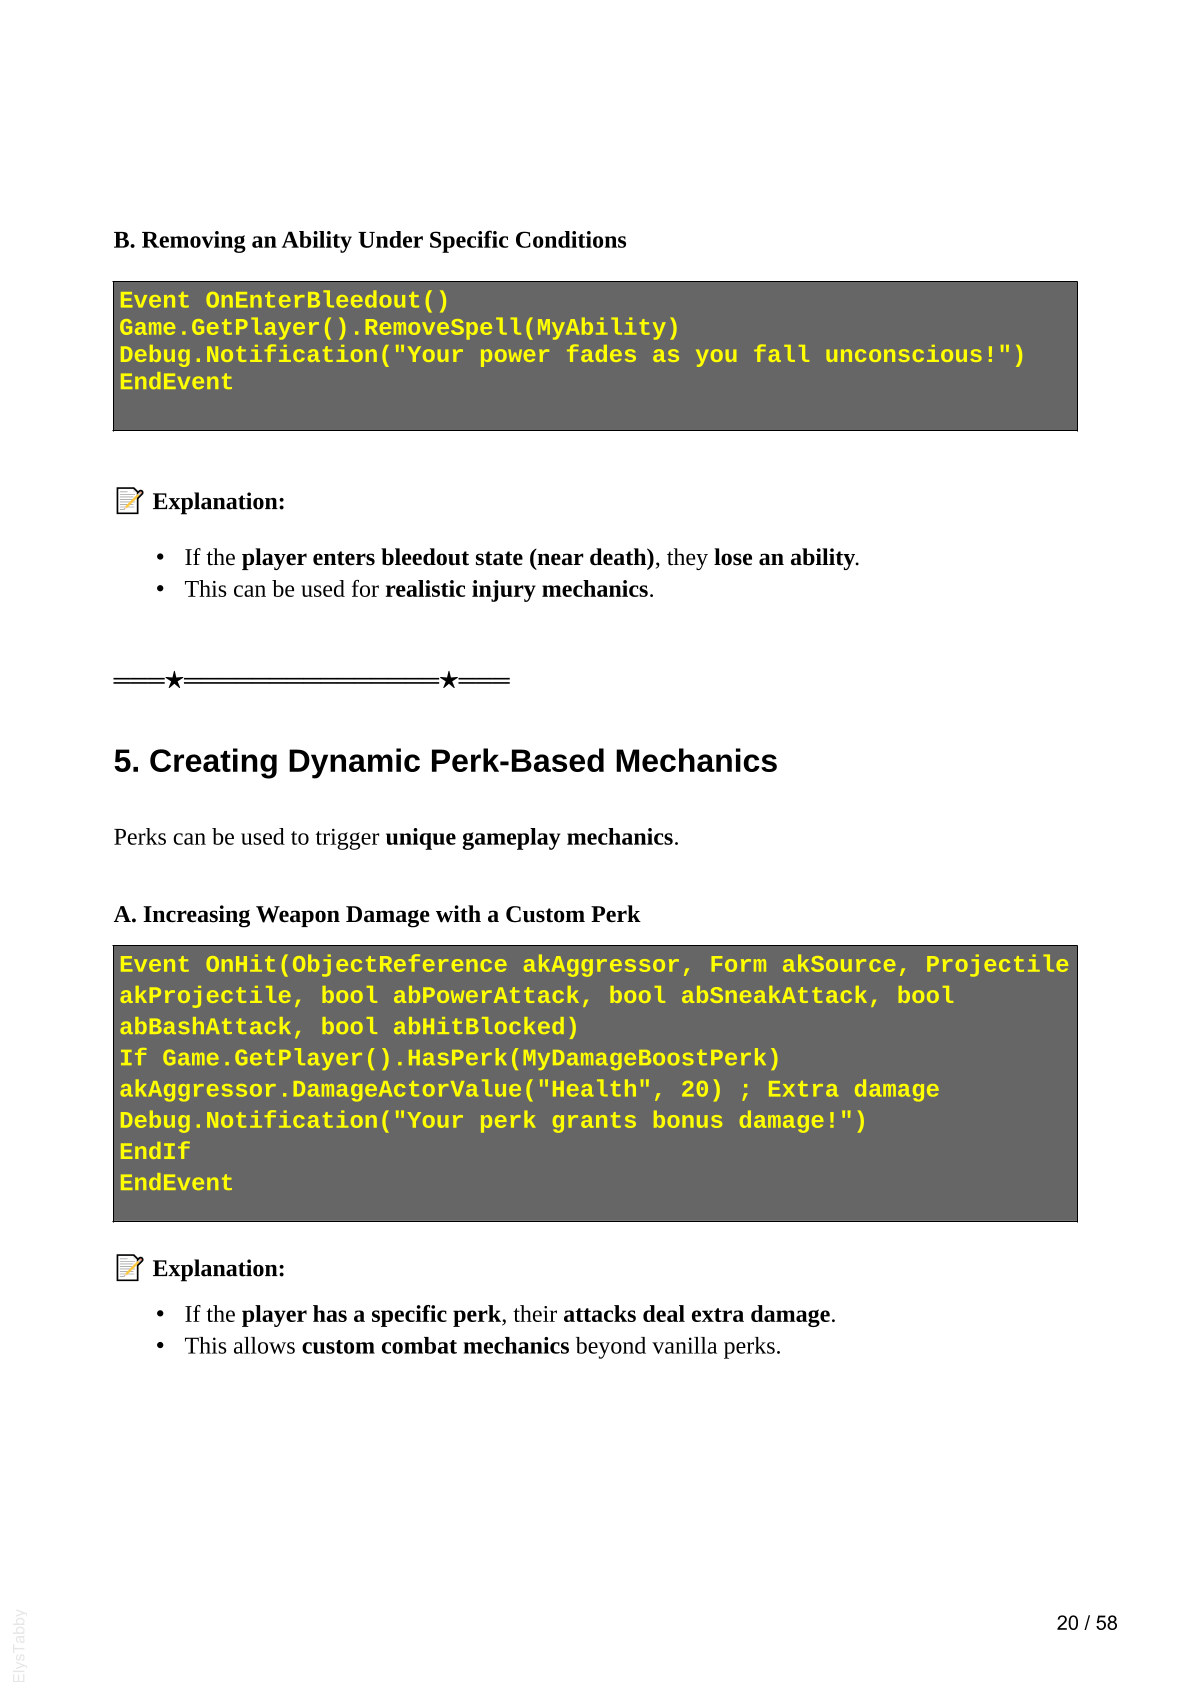 B. Removing an Ability Under Specific Conditions
Event OnEnterBleedout()
Game.GetPlayer().RemoveSpell(MyAbility)
Debug.Notification("Your power fades as you fall unconscious!")
EndEvent
📝 Explanation:
• If the player enters bleedout state (near death), they lose an ability.
• This can be used for realistic injury mechanics.
═══★═══════════════★═══
5. Creating Dynamic Perk-Based Mechanics
Perks can be used to trigger unique gameplay mechanics.
A. Increasing Weapon Damage with a Custom Perk
Event OnHit(ObjectReference akAggressor, Form akSource, Projectile
akProjectile, bool abPowerAttack, bool abSneakAttack, bool
abBashAttack, bool abHitBlocked)
If Game.GetPlayer().HasPerk(MyDamageBoostPerk)
akAggressor.DamageActorValue("Health", 20) ; Extra damage
Debug.Notification("Your perk grants bonus damage!")
EndIf
EndEvent
📝 Explanation:
• If the player has a specific perk, their attacks deal extra damage.
• This allows custom combat mechanics beyond vanilla perks.
20 / 58
ElysTabby